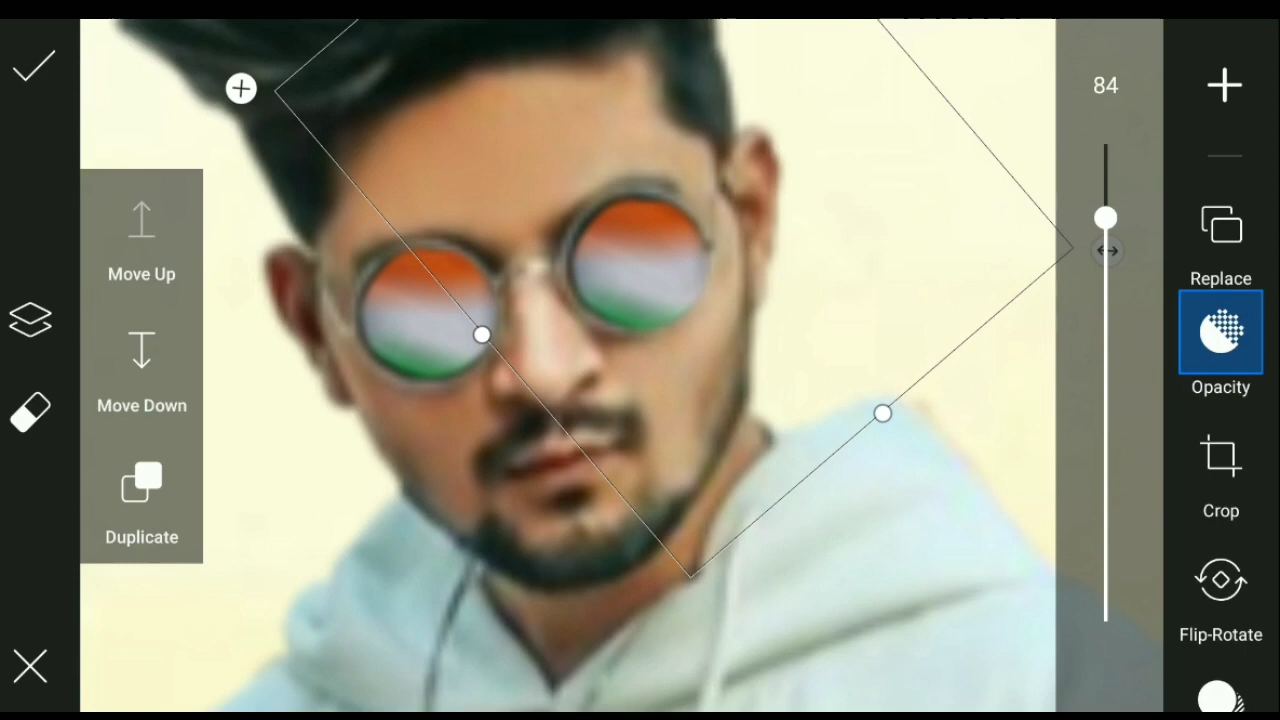 84
Move Up
Move Down
Duplicate
Replace
Opacity
Crop
Flip-Rotate